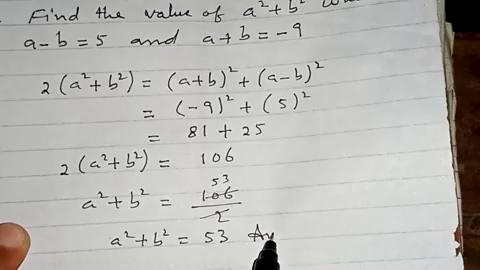 Find the value of a²+b²
a-b=5 and a+b=-9
2(a²+b²) = (a+b)²+(a-b)²
= (-9)²+(5)²
= 81+25
2(a²+b²) = 106
53
a²+b² = 106
2
a²+b² = 53